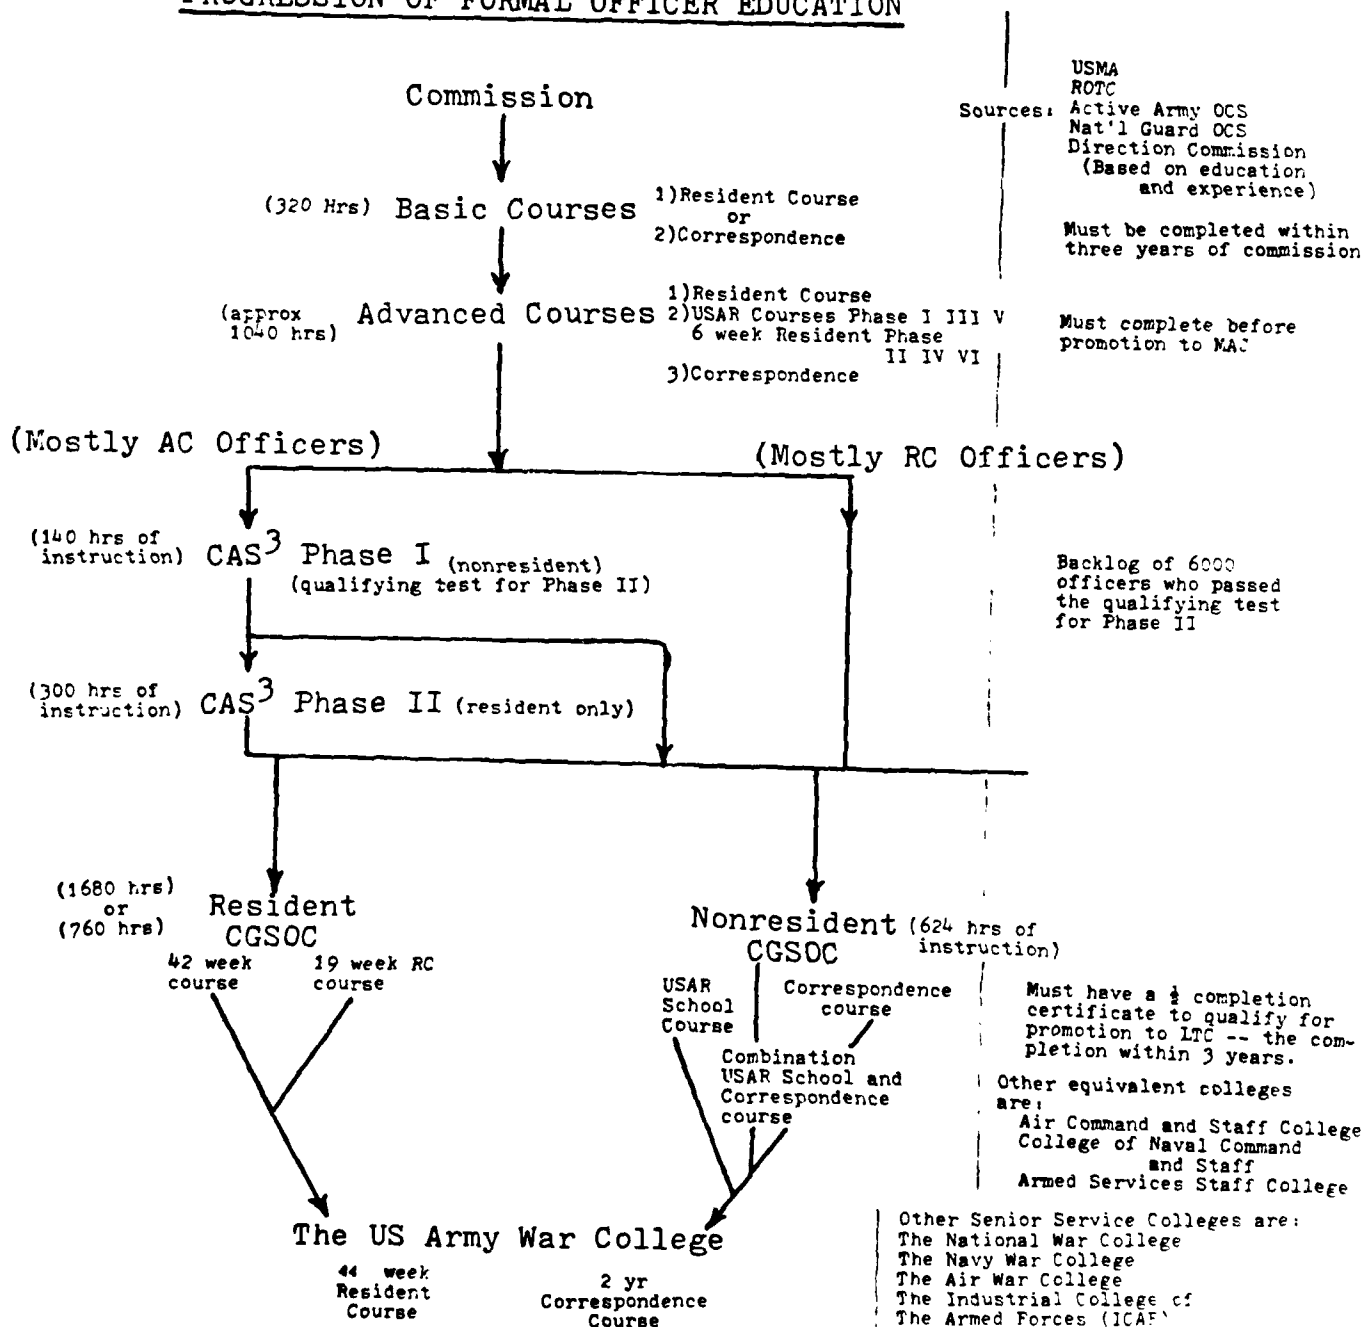 PROGRESSION OF FORMAL OFFICER EDUCATION
Commission
Sources:
USMA
ROTC
Active Army OCS
Nat'l Guard OCS
Direction Commission
(Based on education
and experience)
(320 Hrs) Basic Courses
1)Resident Course
or
2)Correspondence
Must be completed within
three years of commission
(approx
1040 hrs)
Advanced Courses
1)Resident Course
2)USAR Courses Phase I III V
6 week Resident Phase
II IV VI
3)Correspondence
Must complete before
promotion to MAJ
(Mostly AC Officers)
(Mostly RC Officers)
(140 hrs of
instruction)
CAS3 Phase I (nonresident)
(qualifying test for Phase II)
Backlog of 6000
officers who passed
the qualifying test
for Phase II
(300 hrs of
instruction)
CAS3 Phase II (resident only)
(1680 hrs)
or
(760 hrs)
Resident
CGSOC
42 week
course
19 week RC
course
Nonresident
CGSOC
(624 hrs of
instruction)
USAR
School
Course
Correspondence
course
Combination
USAR School and
Correspondence
course
Must have a ½ completion
certificate to qualify for
promotion to LTC -- the com-
pletion within 3 years.
Other equivalent colleges
are:
Air Command and Staff College
College of Naval Command
and Staff
Armed Services Staff College
The US Army War College
44 week
Resident
Course
2 yr
Correspondence
Course
Other Senior Service Colleges are:
The National War College
The Navy War College
The Air War College
The Industrial College of
The Armed Forces (ICAF)